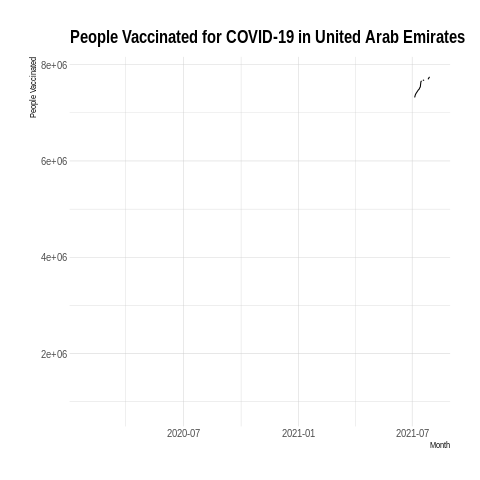 People Vaccinated for COVID-19 in United Arab Emirates
People Vaccinated
8e+06
6e+06
4e+06
2e+06
2020-07
2021-01
2021-07
Month